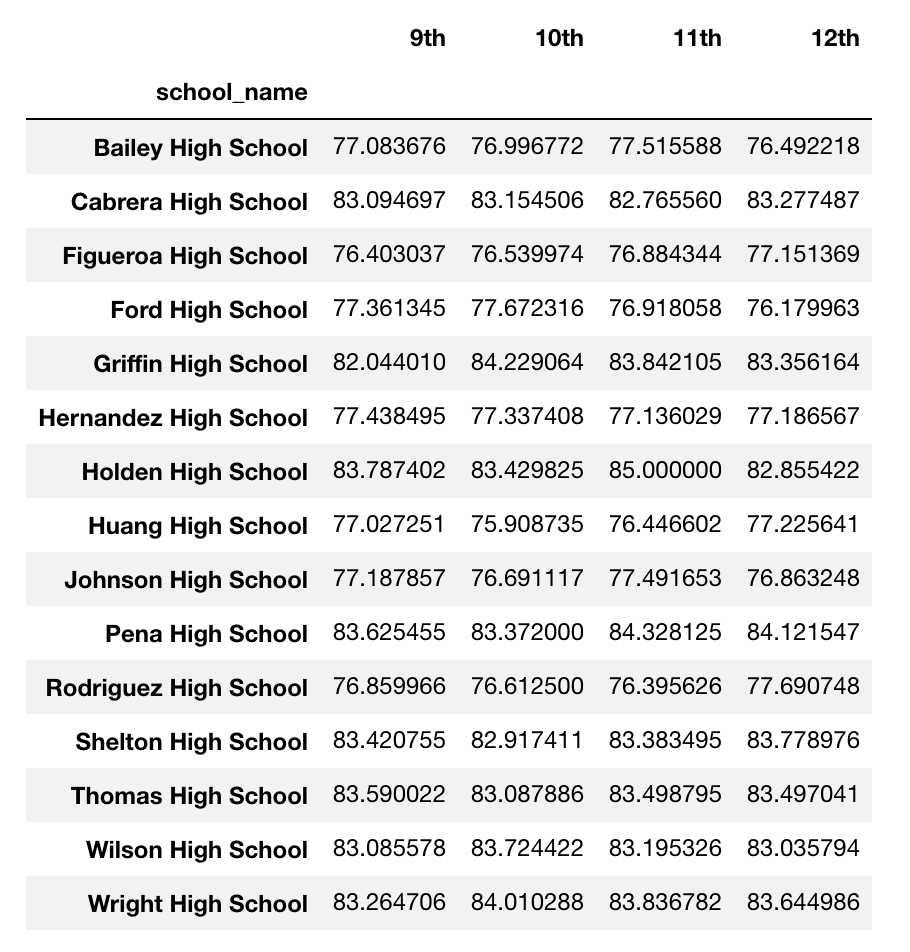 9th 10th 11th 12th
school_name
Bailey High School 77.083676 76.996772 77.515588 76.492218
Cabrera High School 83.094697 83.154506 82.765560 83.277487
Figueroa High School 76.403037 76.539974 76.884344 77.151369
Ford High School 77.361345 77.672316 76.918058 76.179963
Griffin High School 82.044010 84.229064 83.842105 83.356164
Hernandez High School 77.438495 77.337408 77.136029 77.186567
Holden High School 83.787402 83.429825 85.000000 82.855422
Huang High School 77.027251 75.908735 76.446602 77.225641
Johnson High School 77.187857 76.691117 77.491653 76.863248
Pena High School 83.625455 83.372000 84.328125 84.121547
Rodriguez High School 76.859966 76.612500 76.395626 77.690748
Shelton High School 83.420755 82.917411 83.383495 83.778976
Thomas High School 83.590022 83.087886 83.498795 83.497041
Wilson High School 83.085578 83.724422 83.195326 83.035794
Wright High School 83.264706 84.010288 83.836782 83.644986